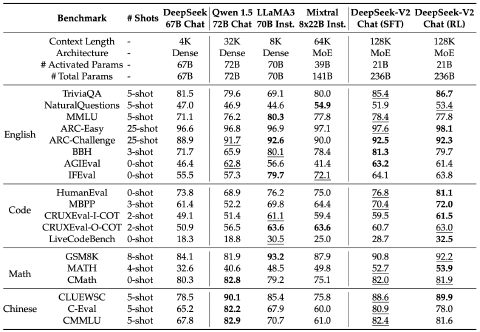 Benchmark # Shots DeepSeek 67B Chat Qwen 1.5 72B Chat LLaMA3 70B Inst. Mixtral 8x22B Inst. DeepSeek-V2 Chat (SFT) DeepSeek-V2 Chat (RL)
Context Length - 4K 32K 8K 64K 128K 128K
Architecture - Dense Dense Dense MoE MoE MoE
# Activated Params - 67B 72B 70B 39B 21B 21B
# Total Params - 67B 72B 70B 141B 236B 236B
English
TriviaQA 5-shot 81.5 79.6 69.1 80.0 85.4 86.7
NaturalQuestions 5-shot 47.0 46.9 44.6 54.9 51.9 53.4
MMLU 5-shot 71.1 76.2 80.3 77.8 78.4 77.8
ARC-Easy 25-shot 96.6 96.8 96.9 97.1 97.6 98.1
ARC-Challenge 25-shot 88.9 91.7 92.6 90.0 92.5 92.3
BBH 3-shot 71.7 65.9 80.1 78.4 81.3 79.7
AGIEval 0-shot 46.4 62.8 56.6 41.4 63.2 61.4
IFEval 0-shot 55.5 57.3 79.7 72.1 64.1 63.8
Code
HumanEval 0-shot 73.8 68.9 76.2 75.0 76.8 81.1
MBPP 3-shot 61.4 52.2 69.8 64.4 70.4 72.0
CRUXEval-I-COT 2-shot 49.1 51.4 61.1 59.4 59.5 61.5
CRUXEval-O-COT 2-shot 50.9 56.5 63.6 63.6 60.7 63.0
LiveCodeBench 0-shot 18.3 18.8 30.5 25.0 28.7 32.5
Math
GSM8K 8-shot 84.1 81.9 93.2 87.9 90.8 92.2
MATH 4-shot 32.6 40.6 48.5 49.8 52.7 53.9
CMath 0-shot 80.3 82.8 79.2 75.1 82.0 81.9
Chinese
CLUEWSC 5-shot 78.5 90.1 85.4 75.8 88.6 89.9
C-Eval 5-shot 65.2 82.2 67.9 60.0 80.9 78.0
CMMLU 5-shot 67.8 82.9 70.7 61.0 82.4 81.6